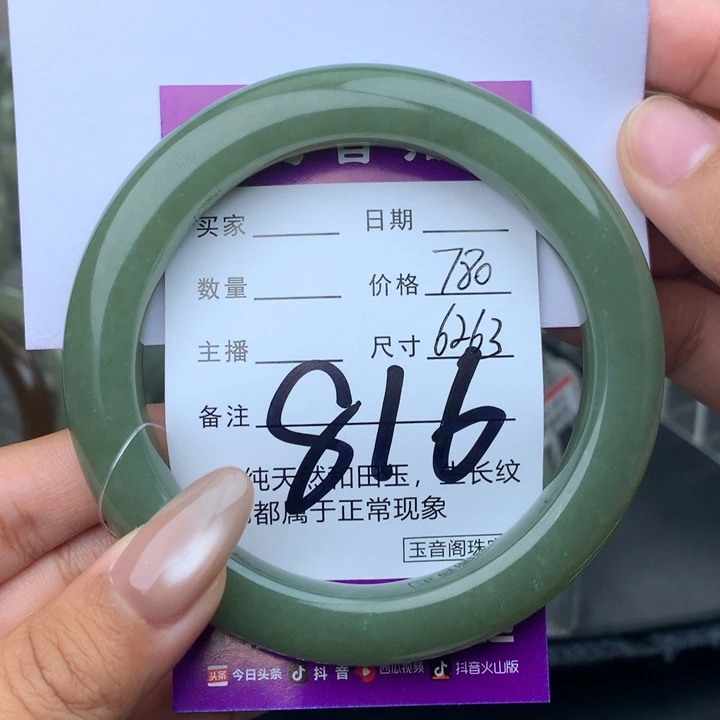 买家 日期
数量 价格 780
主播 尺寸 6263
备注 816
纯天然和田玉，生长纹
都属于正常现象
玉音阁珠
头条 今日头条 抖音 西瓜视频 抖音火山版